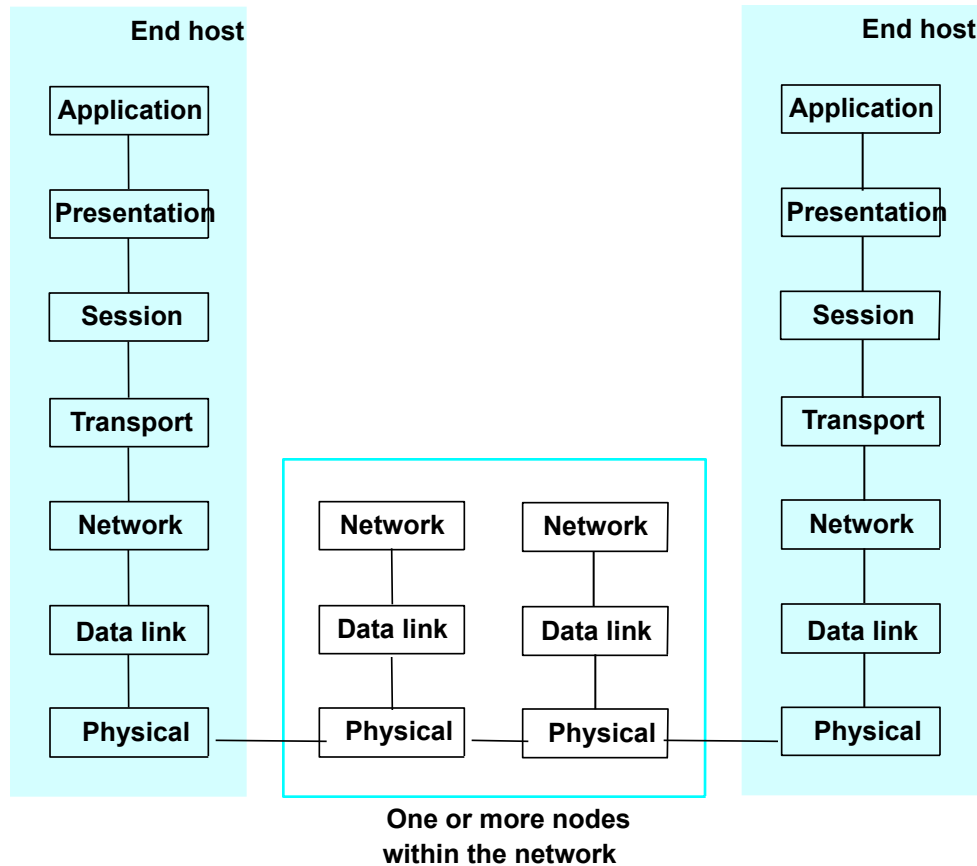 End host
Application
Presentation
Session
Transport
Network
Data link
Physical
Network
Data link
Physical
Network
Data link
Physical
One or more nodes
within the network
End host
Application
Presentation
Session
Transport
Network
Data link
Physical